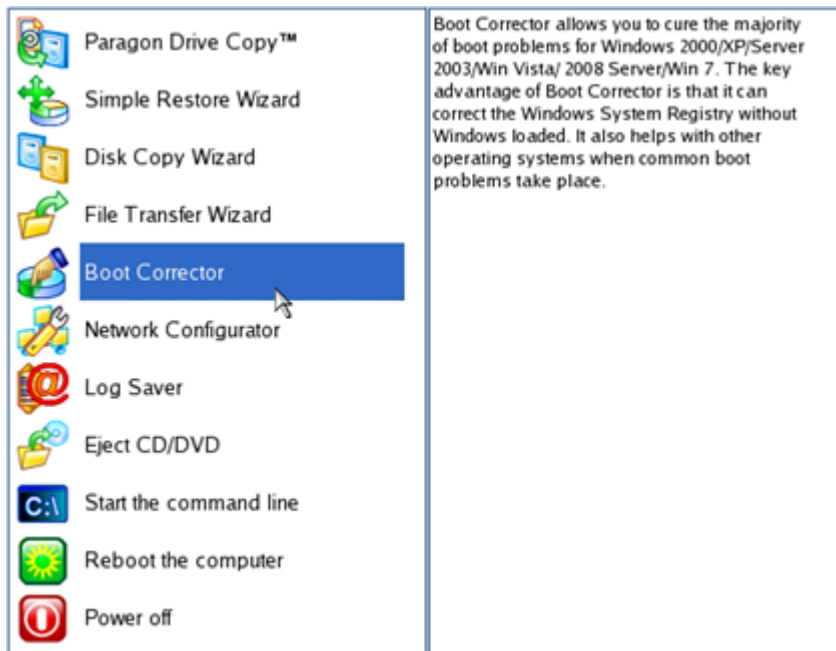 Paragon Drive Copy™
Simple Restore Wizard
Disk Copy Wizard
File Transfer Wizard
Boot Corrector
Network Configurator
Log Saver
Eject CD/DVD
C:\
Start the command line
Reboot the computer
Power off
Boot Corrector allows you to cure the majority
of boot problems for Windows 2000/XP/Server
2003/Win Vista/ 2008 Server/Win 7. The key
advantage of Boot Corrector is that it can
correct the Windows System Registry without
Windows loaded. It also helps with other
operating systems when common boot
problems take place.